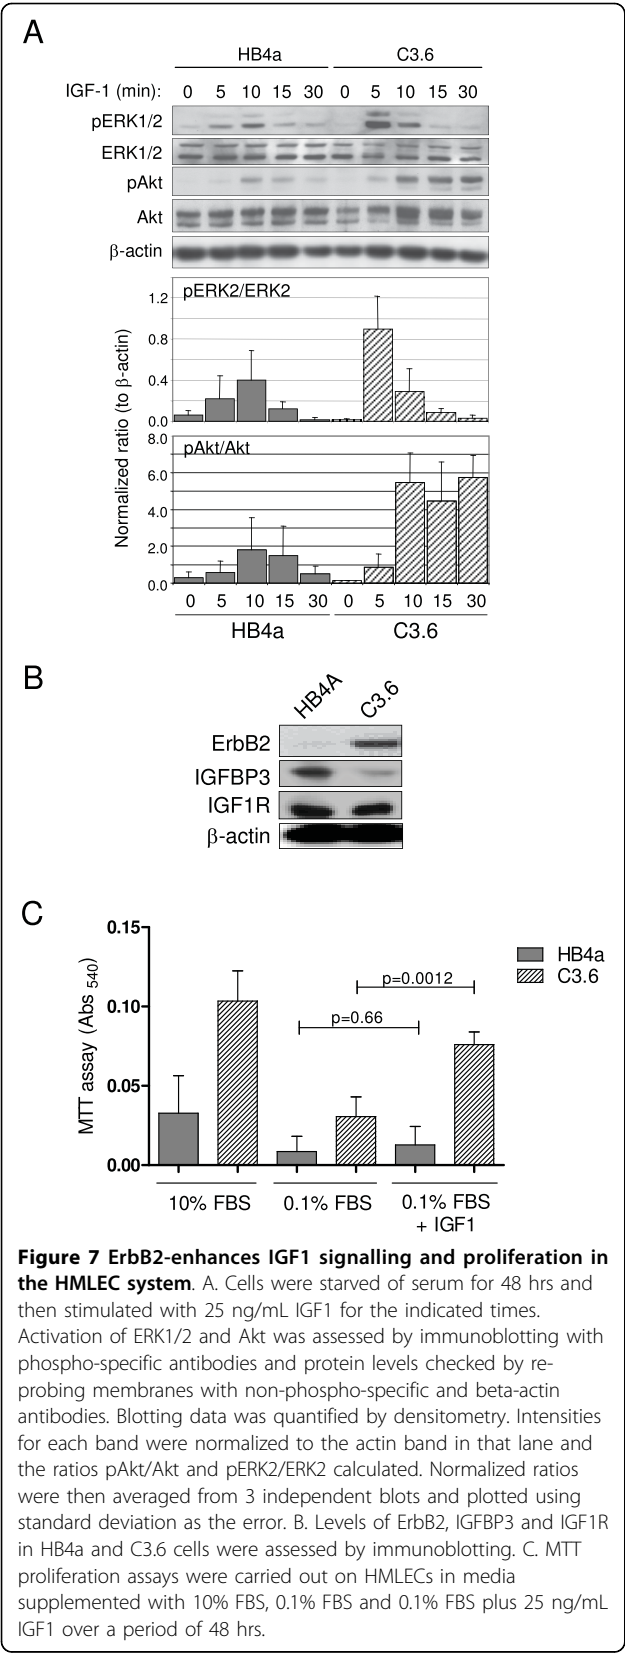 A
HB4a C3.6
IGF-1 (min): 0 5 10 15 30 0 5 10 15 30
pERK1/2
ERK1/2
pAkt
Akt
β-actin
Normalized ratio (to β-actin)
pERK2/ERK2
1.2
0.8
0.4
0.0
8.0
pAkt/Akt
6.0
4.0
2.0
0.0
0 5 10 15 30 0 5 10 15 30
HB4a C3.6
B
HB4A C3.6
ErbB2
IGFBP3
IGF1R
β-actin
C
MTT assay (Abs 540)
0.15
0.10
0.05
0.00
HB4a
C3.6
p=0.0012
p=0.66
10% FBS 0.1% FBS 0.1% FBS
+ IGF1
Figure 7 ErbB2-enhances IGF1 signalling and proliferation in
the HMLEC system. A. Cells were starved of serum for 48 hrs and
then stimulated with 25 ng/mL IGF1 for the indicated times.
Activation of ERK1/2 and Akt was assessed by immunoblotting with
phospho-specific antibodies and protein levels checked by re-
probing membranes with non-phospho-specific and beta-actin
antibodies. Blotting data was quantified by densitometry. Intensities
for each band were normalized to the actin band in that lane and
the ratios pAkt/Akt and pERK2/ERK2 calculated. Normalized ratios
were then averaged from 3 independent blots and plotted using
standard deviation as the error. B. Levels of ErbB2, IGFBP3 and IGF1R
in HB4a and C3.6 cells were assessed by immunoblotting. C. MTT
proliferation assays were carried out on HMLECs in media
supplemented with 10% FBS, 0.1% FBS and 0.1% FBS plus 25 ng/mL
IGF1 over a period of 48 hrs.